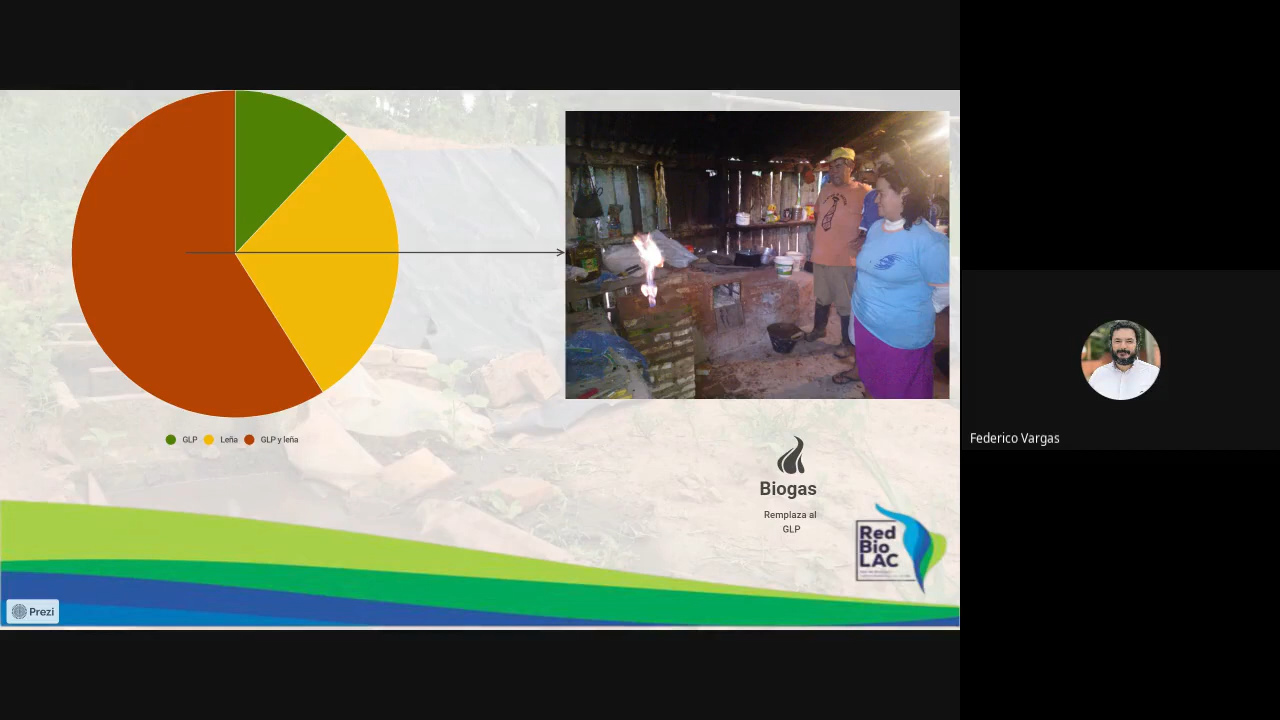 GLP Leña GLP y leña
Biogas
Remplaza al
GLP
Red
Bio
LAC
Prezi
Federico Vargas